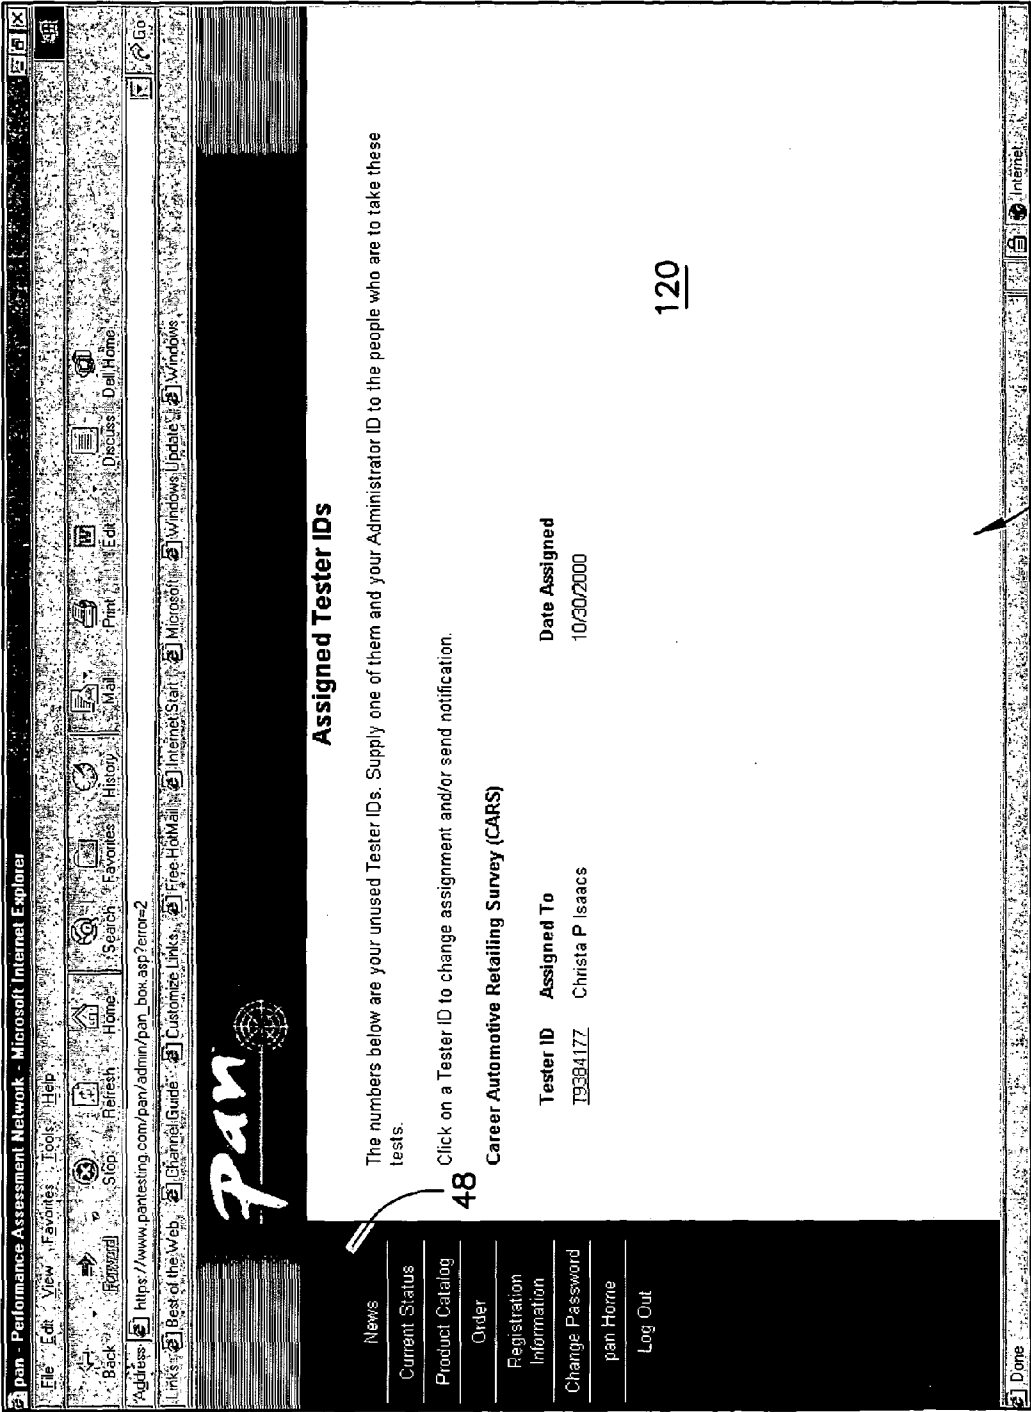 pan - Performance Assessment Network - Microsoft Internet Explorer
File Edit View Favorites Tools Help
Back Forward Stop Refresh Home Search Favorites History Mail Print Edit Discuss Dell Home
Address https://www.pantesting.com/pan/admin/pan_box.asp?error=2 Go
Links Best of the Web Channel Guide Customize Links Free HotMail Internet Start Microsoft Windows Update Windows
pan
News
Current Status
Product Catalog
Order
Registration
Information
Change Password
pan Home
Log Out
48
Assigned Tester IDs
The numbers below are your unused Tester IDs. Supply one of them and your Administrator ID to the people who are to take these
tests.
Click on a Tester ID to change assignment and/or send notification.
Career Automotive Retailing Survey (CARS)
Tester ID Assigned To Date Assigned
T9384177 Christa P Isaacs 10/30/2000
120
Done Internet